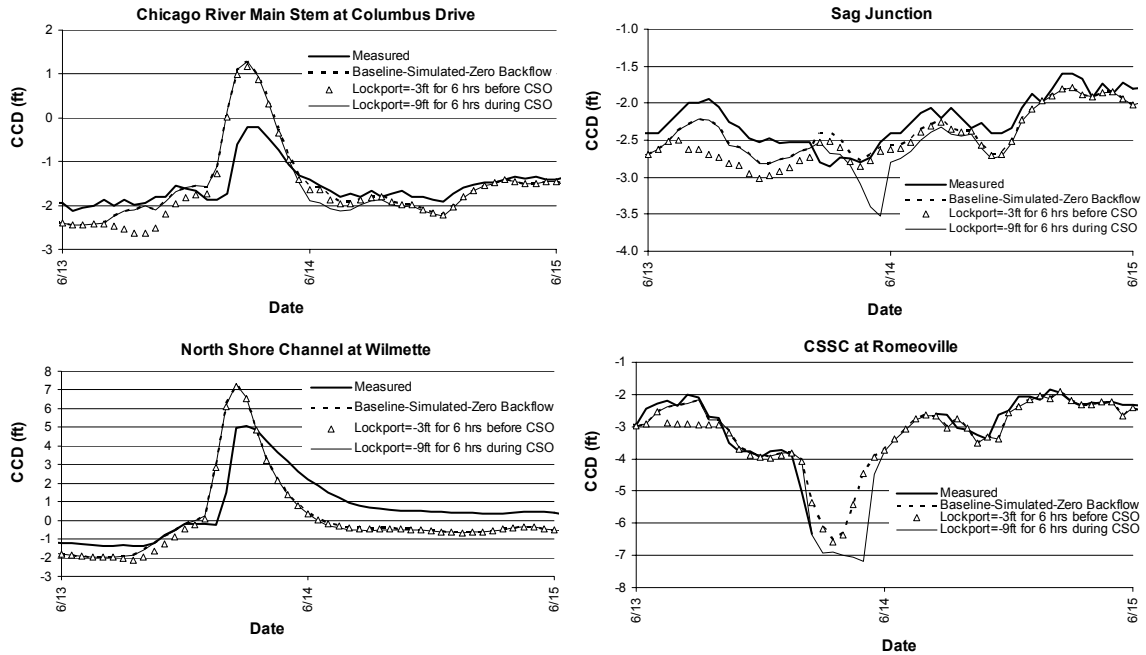 Chicago River Main Stem at Columbus Drive
CCD (ft)
2
1
0
-1
-2
-3
Measured
Baseline-Simulated-Zero Backflow
Lockport=-3ft for 6 hrs before CSO
Lockport=-9ft for 6 hrs during CSO
6/13
6/14
6/15
Date
Sag Junction
CCD (ft)
-1.0
-1.5
-2.0
-2.5
-3.0
-3.5
-4.0
Measured
Baseline-Simulated-Zero Backflow
Lockport=-3ft for 6 hrs before CSO
Lockport=-9ft for 6 hrs during CSO
6/13
6/14
6/15
Date
North Shore Channel at Wilmette
CCD (ft)
8
7
6
5
4
3
2
1
0
-1
-2
-3
Measured
Baseline-Simulated-Zero Backflow
Lockport=-3ft for 6 hrs before CSO
Lockport=-9ft for 6 hrs during CSO
6/13
6/14
6/15
Date
CSSC at Romeoville
CCD (ft)
-1
-2
-3
-4
-5
-6
-7
-8
Measured
Baseline-Simulated-Zero Backflow
Lockport=-3ft for 6 hrs before CSO
Lockport=-9ft for 6 hrs during CSO
6/13
6/14
6/15
Date